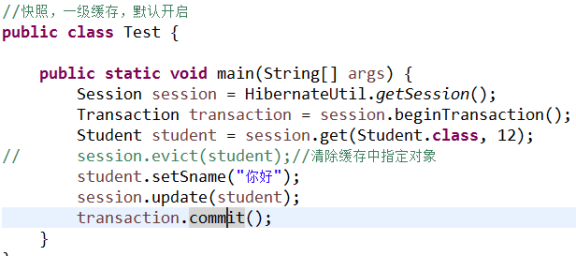 //快照，一级缓存，默认开启
public class Test {
public static void main(String[] args) {
Session session = HibernateUtil.getSession();
Transaction transaction = session.beginTransaction();
Student student = session.get(Student.class, 12);
// session.evict(student);//清除缓存中指定对象
student.setSname("你好");
session.update(student);
transaction.commit();
}
}